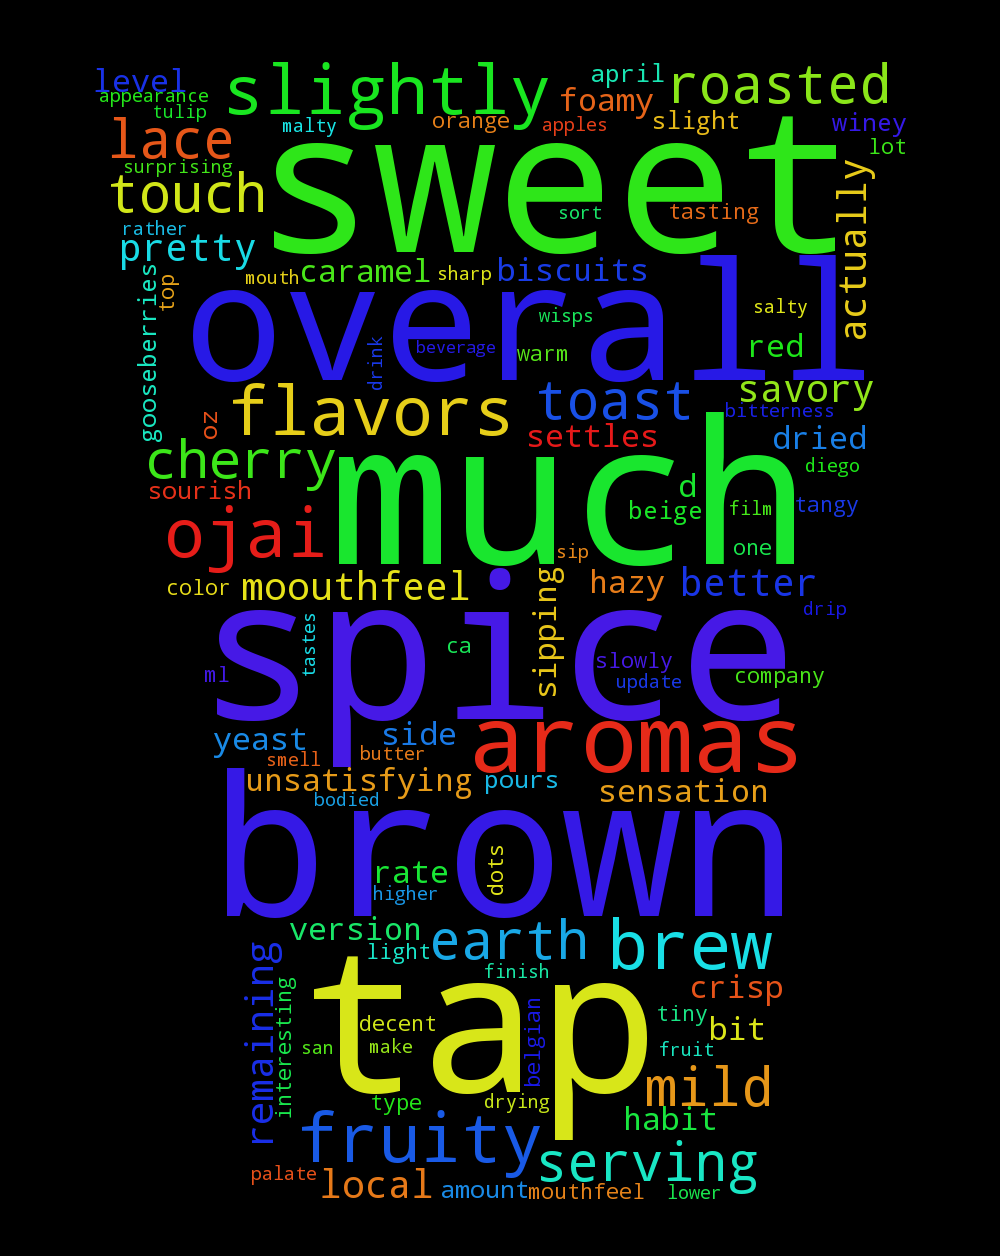 level
slightly
april
roasted
appearance
foamy
tulip
lace
malty
orange
apples
slight
winey
lot
surprising
sweet
touch
sort
tasting
actually
rather
pretty
gooseberries
top
mouth
caramel
sharp
biscuits
overall
wisps
salty
drink
beverage
warm
red
oz
flavors
toast
savory
bitterness
cherry
settles
dried
much
diego
sourish
d
beige
film
tangy
ojai
one
sip
color
moouthfeel
sipping
hazy
better
spice
drip
tastes
ca
slowly
ml
update
company
yeast
side
aromas
smell
butter
unsatisfying
pours
bodied
sensation
brown
dots
rate
higher
version
light
earth
brew
remaining
interesting
finish
tap
crisp
decent
belgian
tiny
bit
san
make
fruit
type
drying
mild
habit
fruity
serving
palate
local
amount
mouthfeel
lower